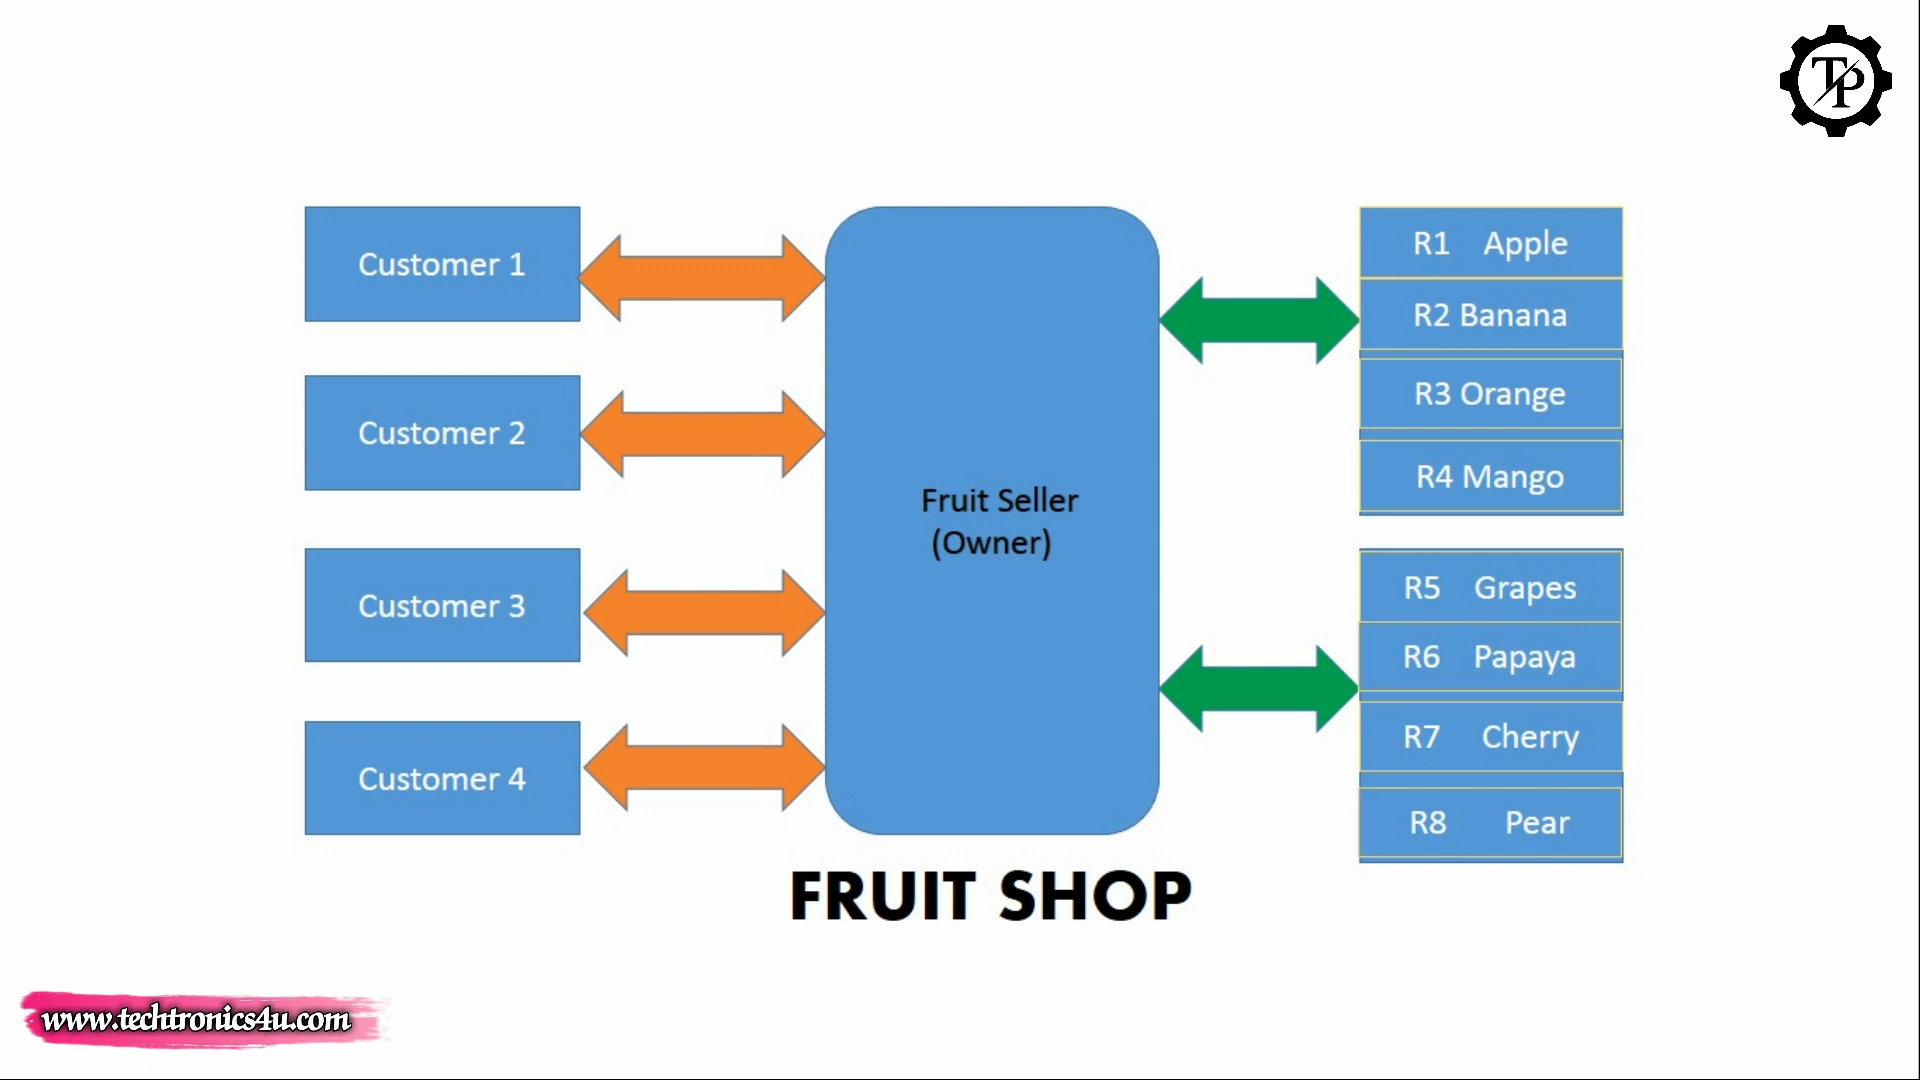 TP
Customer 1
Customer 2
Customer 3
Customer 4
Fruit Seller
(Owner)
R1 Apple
R2 Banana
R3 Orange
R4 Mango
R5 Grapes
R6 Papaya
R7 Cherry
R8 Pear
FRUIT SHOP
www.techtronics4u.com